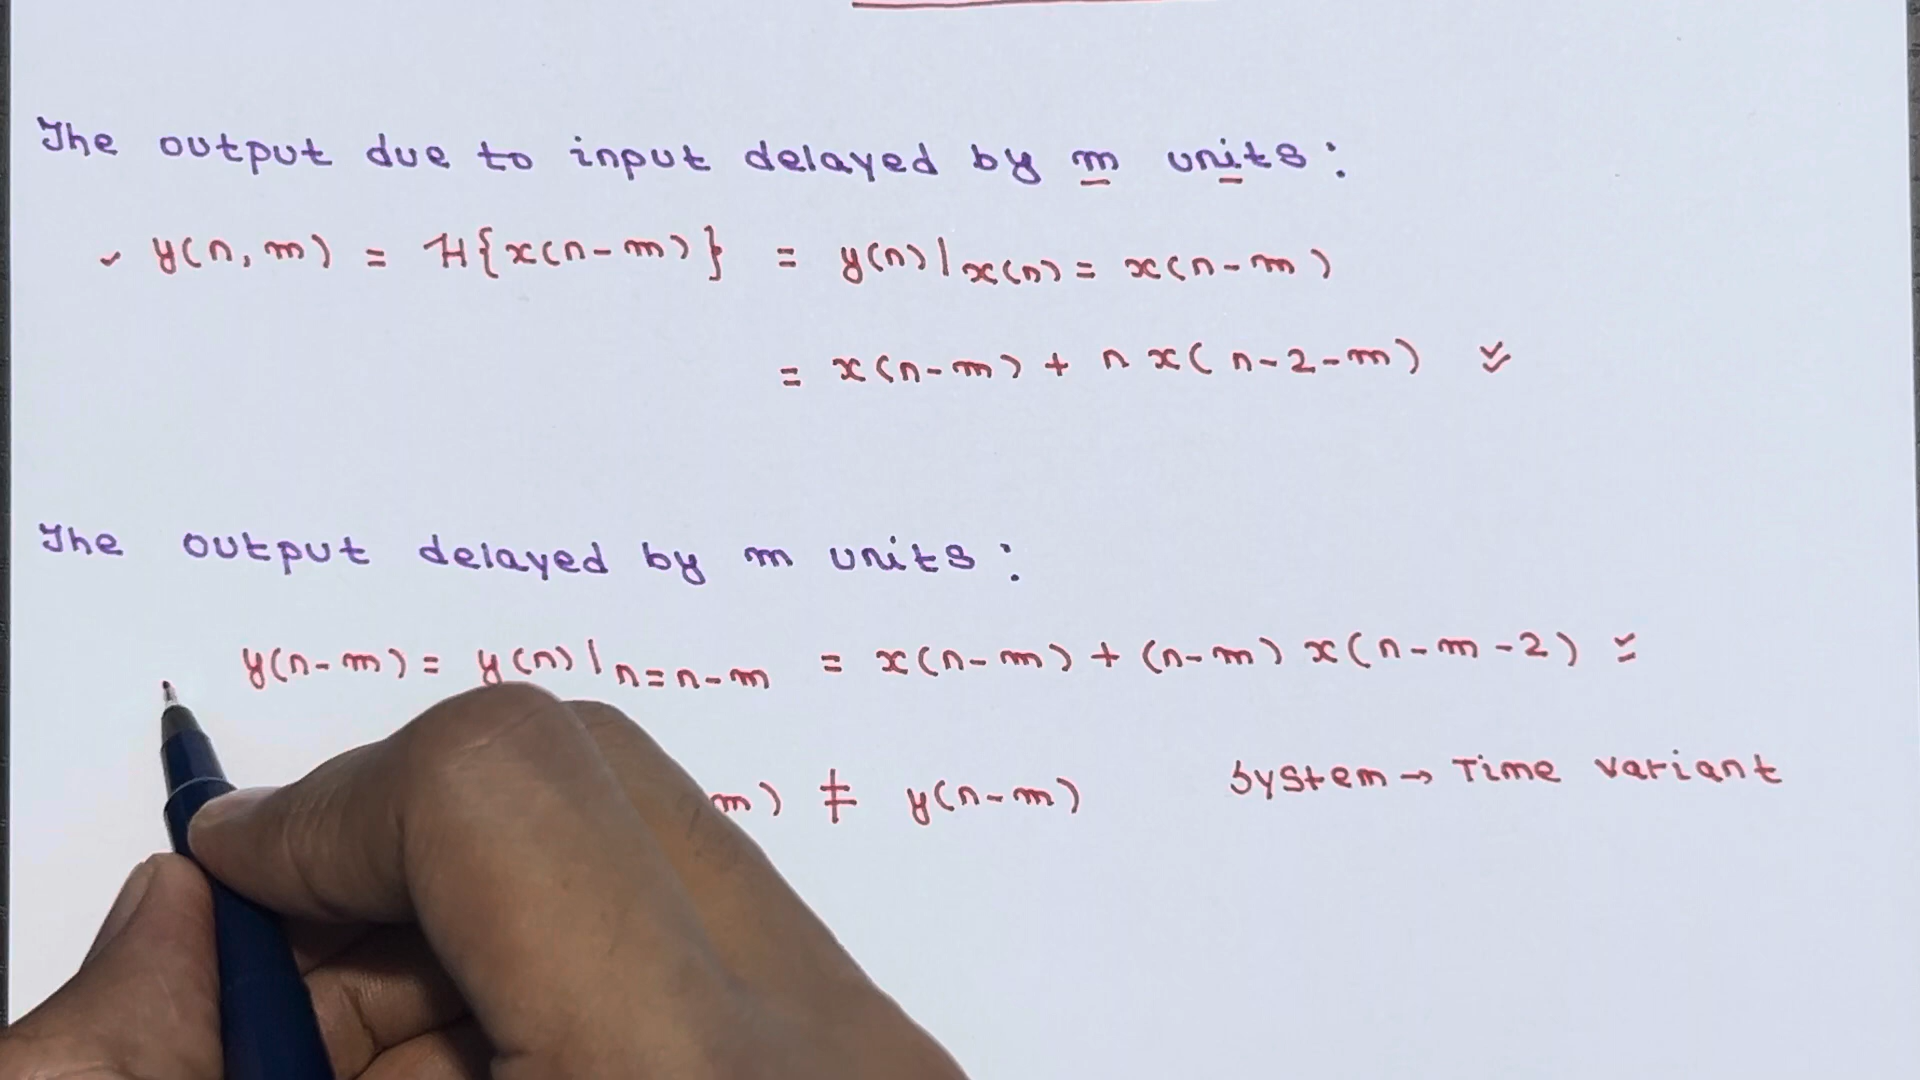 The output due to input delayed by m units :
y(n, m) = H{x(n-m)} = y(n)|x(n) = x(n-m)
= x(n-m) + n x(n-2-m)
The output delayed by m units :
y(n-m) = y(n)|n=n-m = x(n-m) + (n-m) x(n-m-2)
m) ≠ y(n-m) System → Time variant